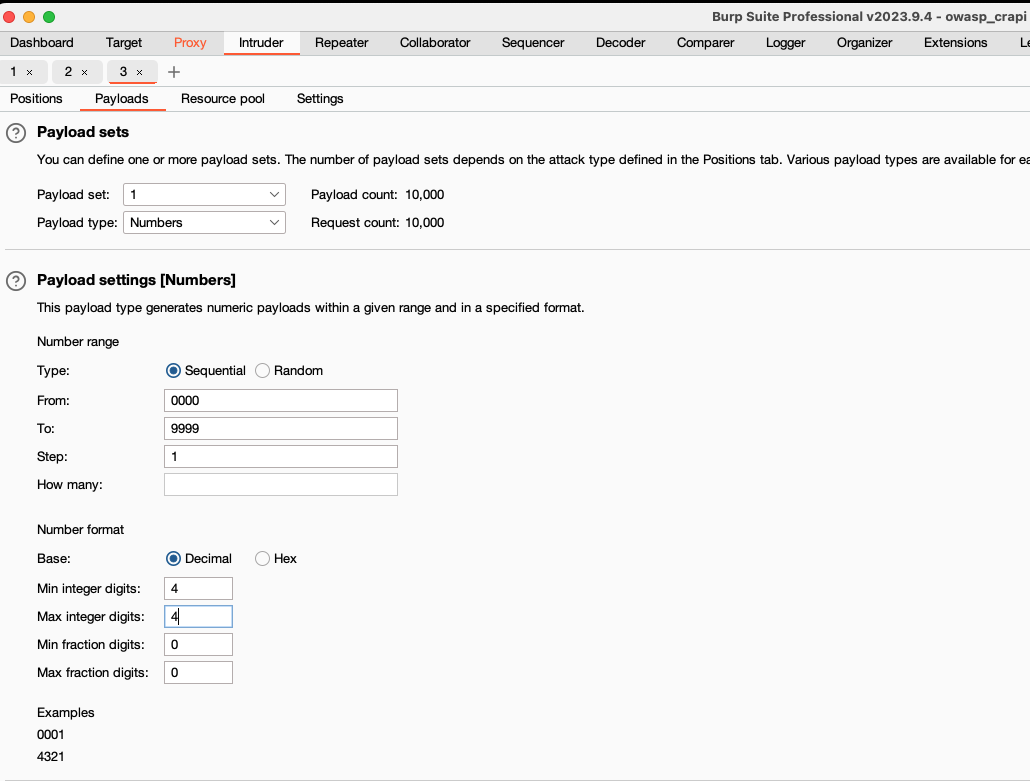 Burp Suite Professional v2023.9.4 - owasp_crapi
Dashboard Target Proxy Intruder Repeater Collaborator Sequencer Decoder Comparer Logger Organizer Extensions Le
1 × 2 × 3 × +
Positions Payloads Resource pool Settings
? Payload sets
You can define one or more payload sets. The number of payload sets depends on the attack type defined in the Positions tab. Various payload types are available for ea
Payload set: 1 Payload count: 10,000
Payload type: Numbers Request count: 10,000
? Payload settings [Numbers]
This payload type generates numeric payloads within a given range and in a specified format.
Number range
Type: Sequential Random
From: 0000
To: 9999
Step: 1
How many:
Number format
Base: Decimal Hex
Min integer digits: 4
Max integer digits: 4
Min fraction digits: 0
Max fraction digits: 0
Examples
0001
4321